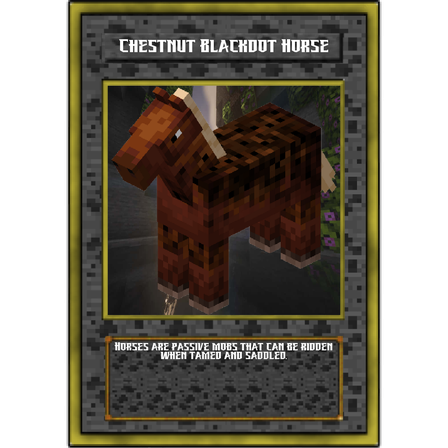 Chestnut Blackdot Horse
Horses are passive mobs that can be ridden
when tamed and saddled.